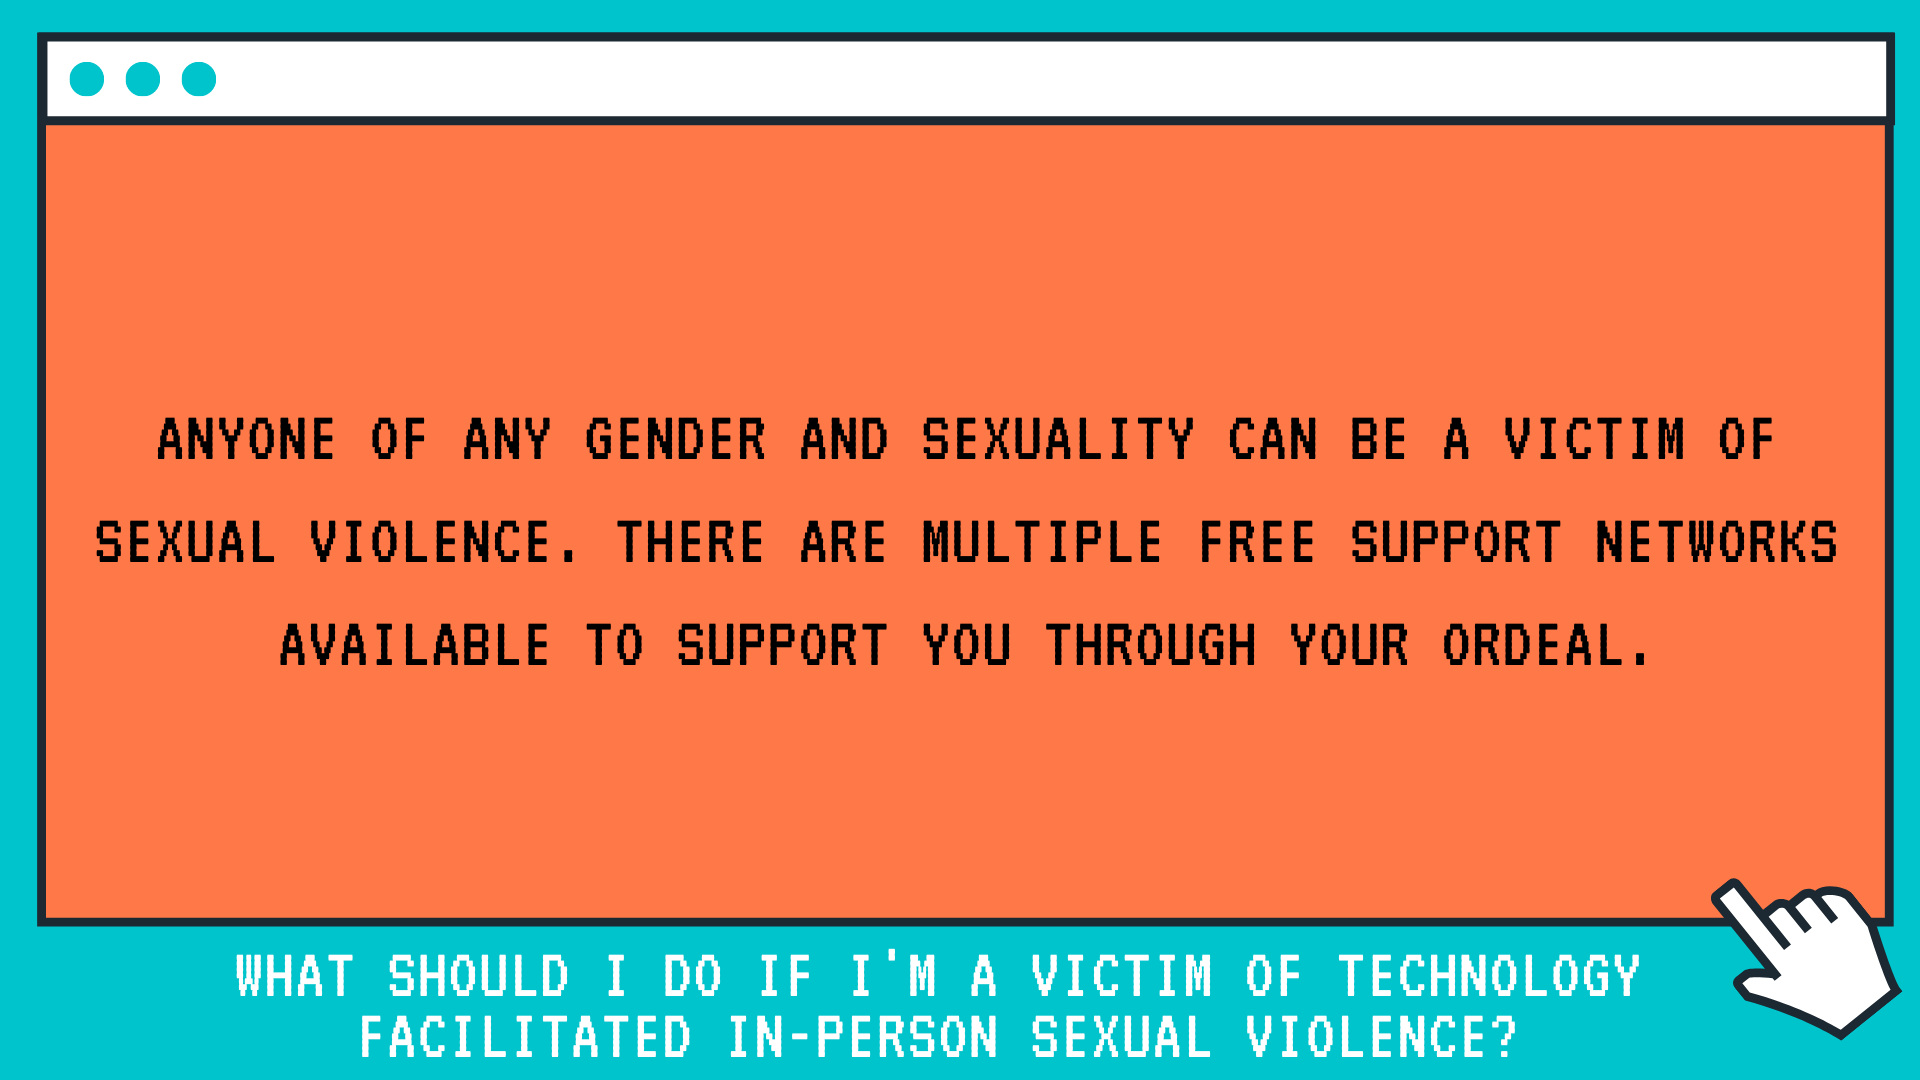 ANYONE OF ANY GENDER AND SEXUALITY CAN BE A VICTIM OF
SEXUAL VIOLENCE. THERE ARE MULTIPLE FREE SUPPORT NETWORKS
AVAILABLE TO SUPPORT YOU THROUGH YOUR ORDEAL.
WHAT SHOULD I DO IF I'M A VICTIM OF TECHNOLOGY
FACILITATED IN-PERSON SEXUAL VIOLENCE?